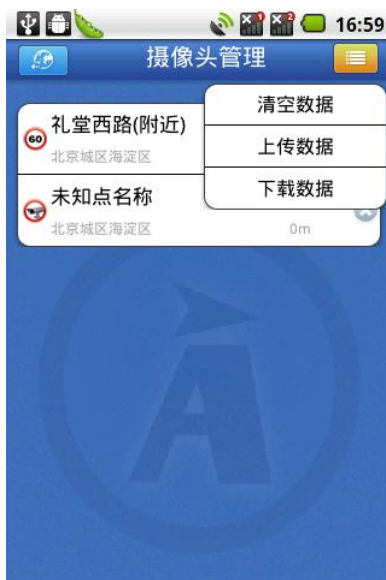 16:59
摄像头管理
清空数据
上传数据
下载数据
60
礼堂西路(附近)
北京城区海淀区
未知点名称
北京城区海淀区
0m